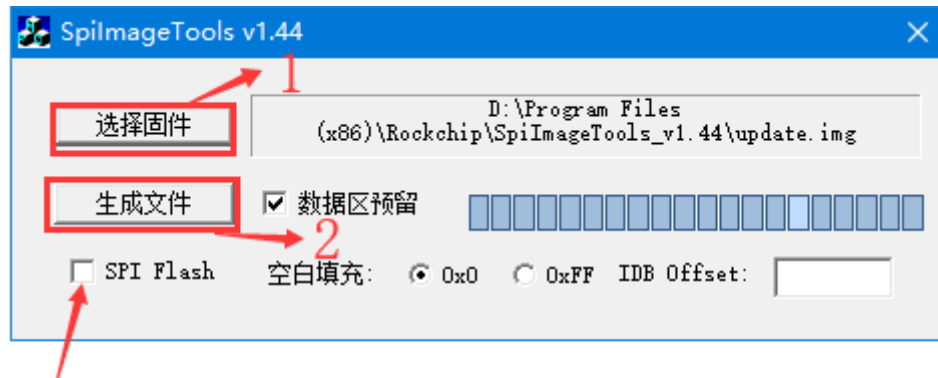 SpiImageTools v1.44
1
选择固件
D:\Program Files
(x86)\Rockchip\SpiImageTools_v1.44\update.img
生成文件
数据区预留
2
SPI Flash
空白填充:
0x0
0xFF
IDB Offset: